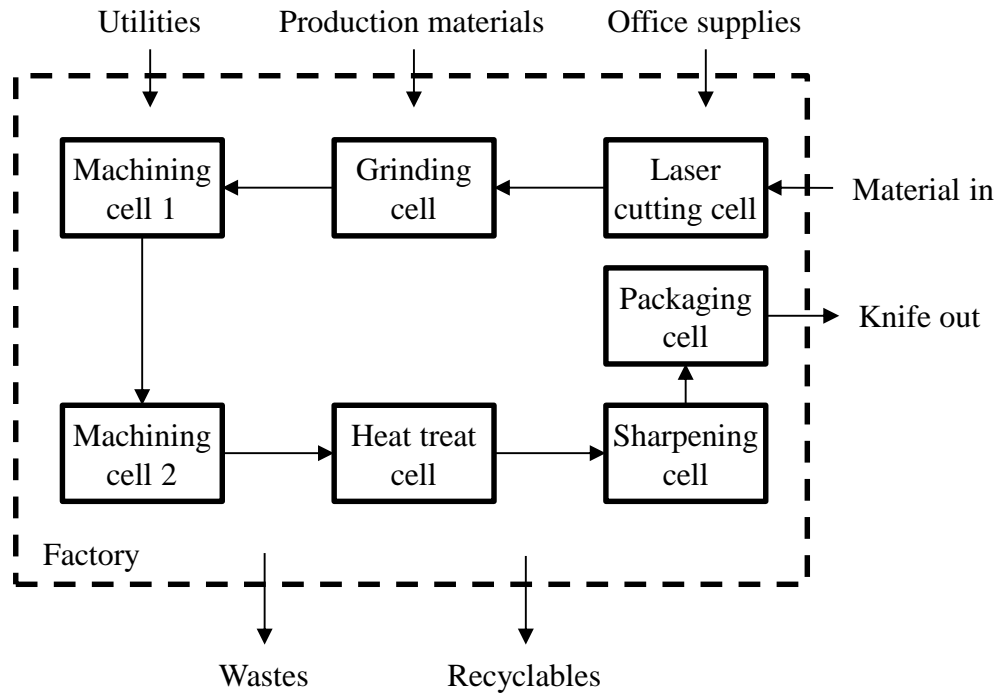 Utilities
Production materials
Office supplies
Machining
cell 1
Grinding
cell
Laser
cutting cell
Material in
Packaging
cell
Knife out
Machining
cell 2
Heat treat
cell
Sharpening
cell
Factory
Wastes
Recyclables